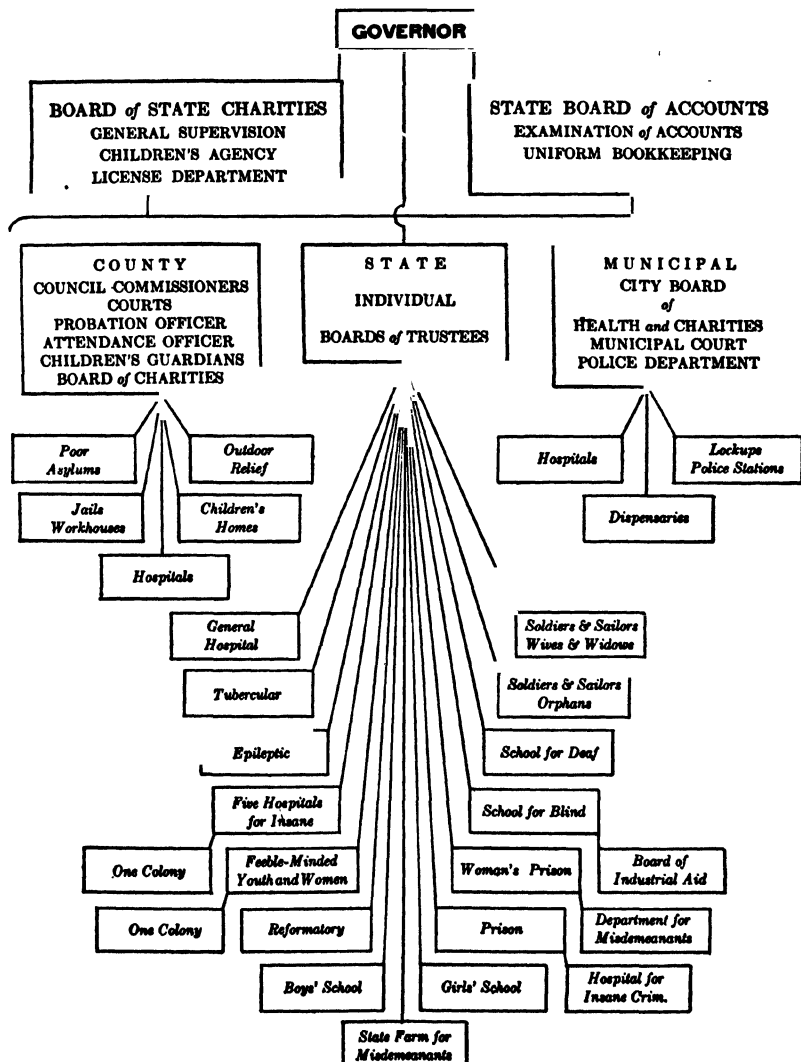 GOVERNOR
BOARD of STATE CHARITIES
GENERAL SUPERVISION
CHILDREN'S AGENCY
LICENSE DEPARTMENT
STATE BOARD of ACCOUNTS
EXAMINATION of ACCOUNTS
UNIFORM BOOKKEEPING
COUNTY
COUNCIL COMMISSIONERS
COURTS
PROBATION OFFICER
ATTENDANCE OFFICER
CHILDREN'S GUARDIANS
BOARD of CHARITIES
STATE
INDIVIDUAL
BOARDS of TRUSTEES
MUNICIPAL
CITY BOARD
of
HEALTH and CHARITIES
MUNICIPAL COURT
POLICE DEPARTMENT
Poor
Asylums
Outdoor
Relief
Jails
Workhouses
Children's
Homes
Hospitals
Hospitals
Lockups
Police Stations
Dispensaries
General
Hospital
Soldiers & Sailors
Wives & Widows
Tubercular
Soldiers & Sailors
Orphans
Epileptic
School for Deaf
Five Hospitals
for Insane
School for Blind
One Colony
Feeble-Minded
Youth and Women
Woman's Prison
Board of
Industrial Aid
One Colony
Reformatory
Prison
Department for
Misdemeanants
Boys' School
Girls' School
Hospital for
Insane Crim.
State Farm for
Misdemeanants